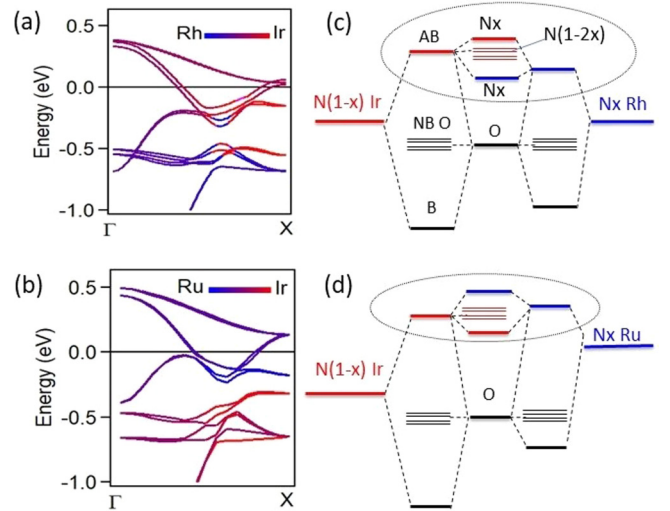 (a)
Energy (eV)
0.5
0.0
-0.5
-1.0
Rh Ir
Γ X
(c)
AB
Nx
N(1-2x)
Nx
N(1-x) Ir
Nx Rh
NB O
O
B
(b)
Energy (eV)
0.5
0.0
-0.5
-1.0
Ru Ir
Γ X
(d)
N(1-x) Ir
Nx Ru
O